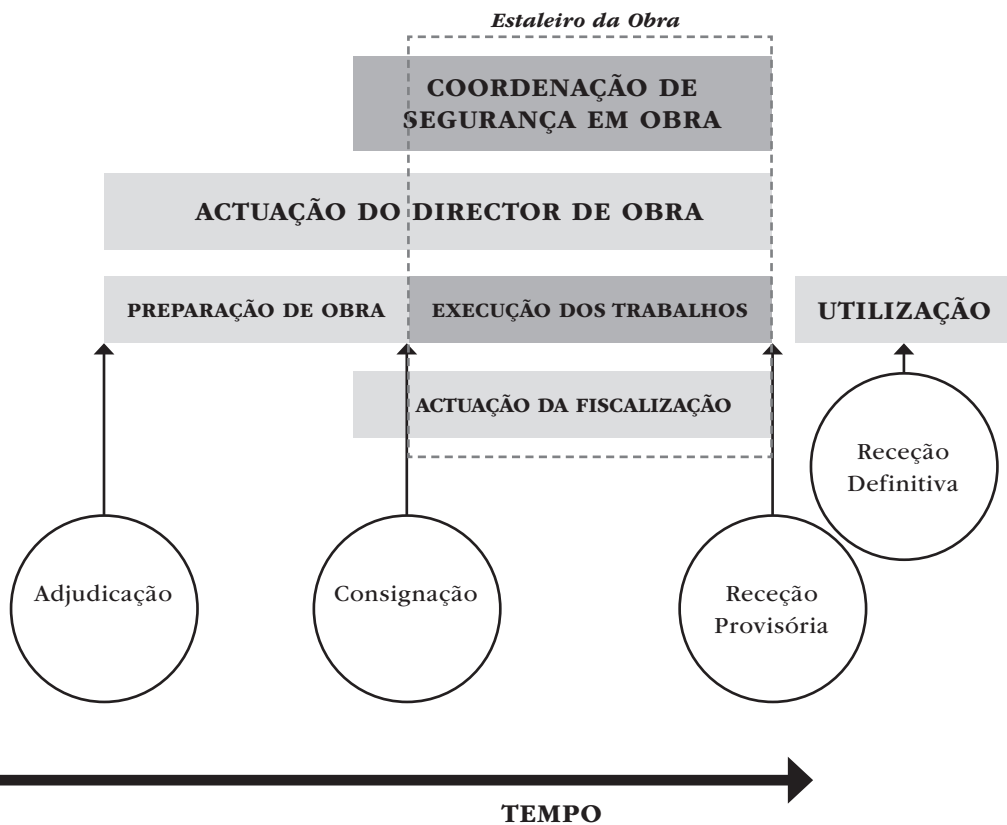 Estaleiro da Obra
COORDENAÇÃO DE
SEGURANÇA EM OBRA
ACTUAÇÃO DO DIRECTOR DE OBRA
PREPARAÇÃO DE OBRA
EXECUÇÃO DOS TRABALHOS
UTILIZAÇÃO
ACTUAÇÃO DA FISCALIZAÇÃO
Receção
Definitiva
Adjudicação
Consignação
Receção
Provisória
TEMPO